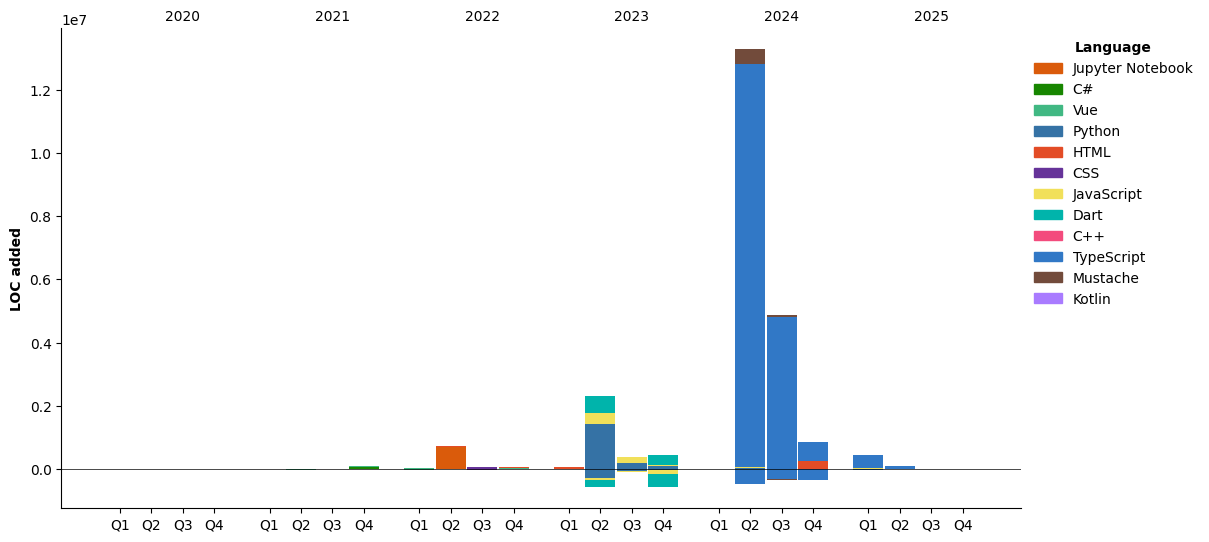 1e7
2020 2021 2022 2023 2024 2025
LOC added
1.2
1.0
0.8
0.6
0.4
0.2
0.0
Q1 Q2 Q3 Q4 Q1 Q2 Q3 Q4 Q1 Q2 Q3 Q4 Q1 Q2 Q3 Q4 Q1 Q2 Q3 Q4 Q1 Q2 Q3 Q4
Language
Jupyter Notebook
C#
Vue
Python
HTML
CSS
JavaScript
Dart
C++
TypeScript
Mustache
Kotlin